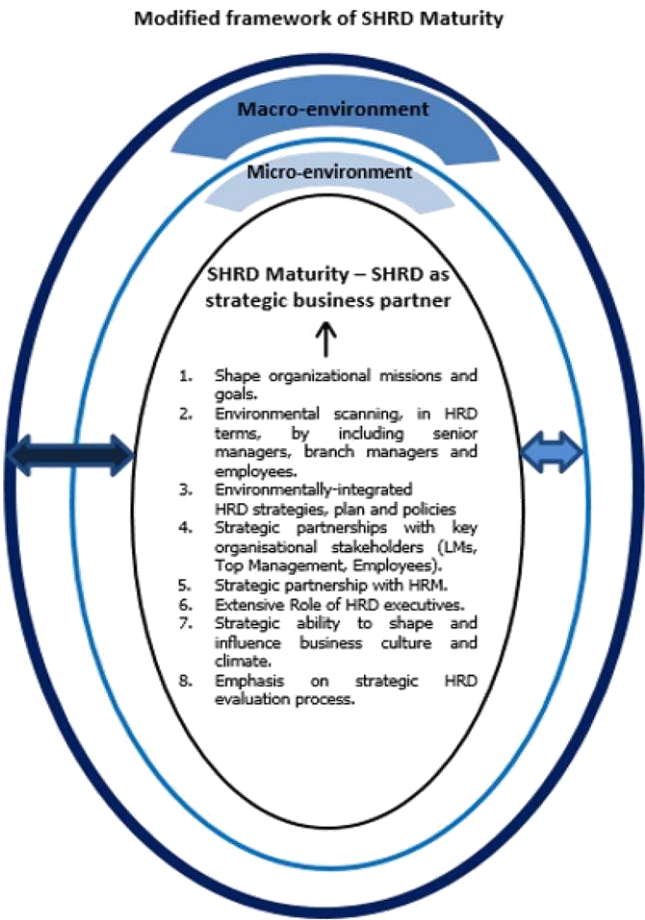 Modified framework of SHRD Maturity
Macro-environment
Micro-environment
SHRD Maturity – SHRD as
strategic business partner
1. Shape organizational missions and
goals.
2. Environmental scanning, in HRD
terms, by including senior
managers, branch managers and
employees.
3. Environmentally-integrated
HRD strategies, plan and policies
4. Strategic partnerships with key
organisational stakeholders (LMs,
Top Management, Employees).
5. Strategic partnership with HRM.
6. Extensive Role of HRD executives.
7. Strategic ability to shape and
influence business culture and
climate.
8. Emphasis on strategic HRD
evaluation process.